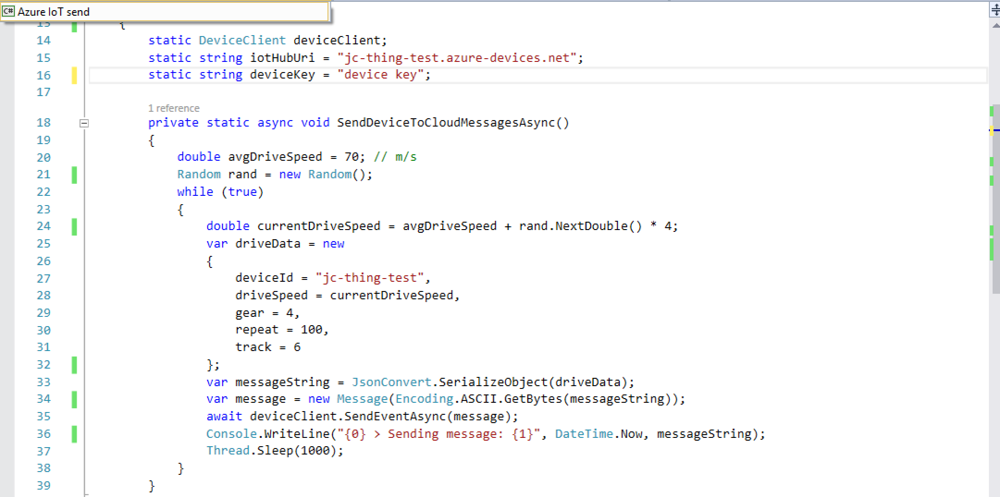 C# Azure IoT send
13 {
14 static DeviceClient deviceClient;
15 static string iotHubUri = "jc-thing-test.azure-devices.net";
16 static string deviceKey = "device key";
17
1 reference
18 private static async void SendDeviceToCloudMessagesAsync()
19 {
20 double avgDriveSpeed = 70; // m/s
21 Random rand = new Random();
22 while (true)
23 {
24 double currentDriveSpeed = avgDriveSpeed + rand.NextDouble() * 4;
25 var driveData = new
26 {
27 deviceId = "jc-thing-test",
28 driveSpeed = currentDriveSpeed,
29 gear = 4,
30 repeat = 100,
31 track = 6
32 };
33 var messageString = JsonConvert.SerializeObject(driveData);
34 var message = new Message(Encoding.ASCII.GetBytes(messageString));
35 await deviceClient.SendEventAsync(message);
36 Console.WriteLine("{0} > Sending message: {1}", DateTime.Now, messageString);
37 Thread.Sleep(1000);
38 }
39 }